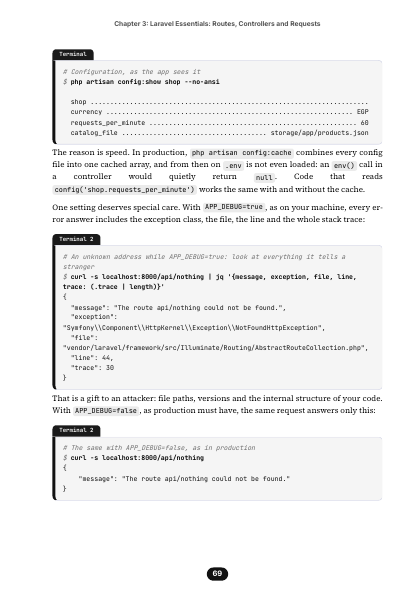 Chapter 3: Laravel Essentials: Routes, Controllers and Requests
Terminal
# Configuration, as the app sees it
$ php artisan config:show shop --no-ansi
shop ......................................................................
currency .............................................................. EGP
requests_per_minute .................................................... 60
catalog_file ..................................... storage/app/products.json
The reason is speed. In production, php artisan config:cache combines every config
file into one cached array, and from then on .env is not even loaded: an env() call in
a controller would quietly return null. Code that reads
config('shop.requests_per_minute') works the same with and without the cache.
One setting deserves special care. With APP_DEBUG=true, as on your machine, every er-
ror answer includes the exception class, the file, the line and the whole stack trace:
Terminal 2
# An unknown address while APP_DEBUG=true: look at everything it tells a
stranger
$ curl -s localhost:8000/api/nothing | jq '{message, exception, file, line,
trace: (.trace | length)}'
{
"message": "The route api/nothing could not be found.",
"exception":
"Symfony\\Component\\HttpKernel\\Exception\\NotFoundHttpException",
"file":
"vendor/laravel/framework/src/Illuminate/Routing/AbstractRouteCollection.php",
"line": 44,
"trace": 30
}
That is a gift to an attacker: file paths, versions and the internal structure of your code.
With APP_DEBUG=false, as production must have, the same request answers only this:
Terminal 2
# The same with APP_DEBUG=false, as in production
$ curl -s localhost:8000/api/nothing
{
"message": "The route api/nothing could not be found."
}
69